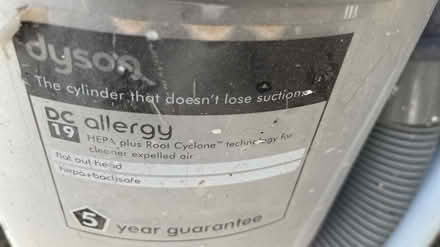 dyson
The cylinder that doesn't lose suction
DC 19 allergy
HEPA plus Root Cyclone™ technology for
cleaner expelled air
flat out head
hepa+bactisafe
5 year guarantee